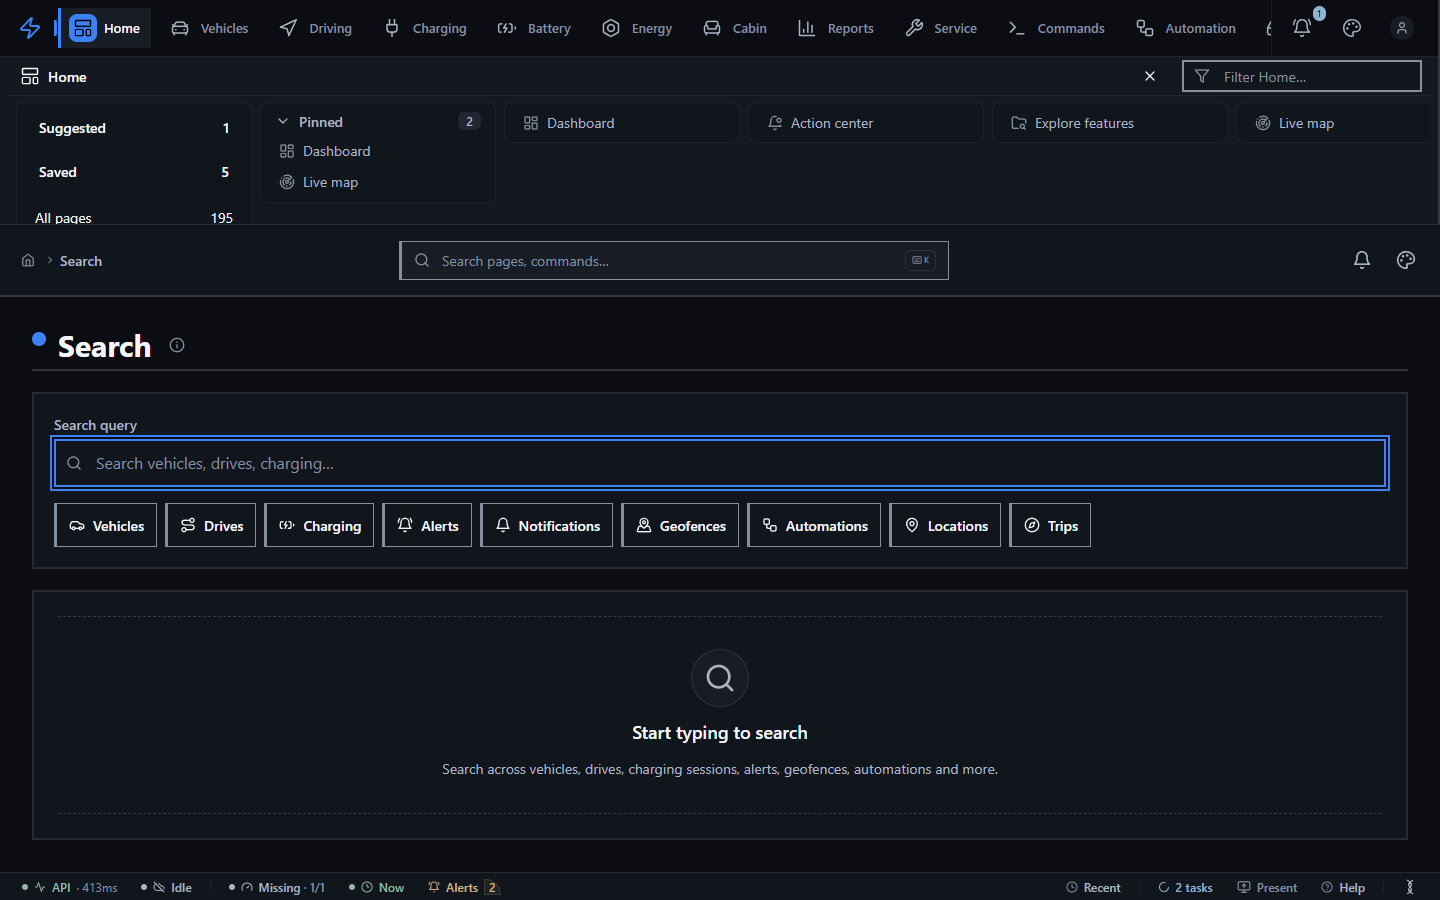 Home
Vehicles
Driving
Charging
Battery
Energy
Cabin
Reports
Service
Commands
Automation
1
Home
Filter Home...
Suggested 1
Saved 5
All pages 195
Pinned 2
Dashboard
Live map
Dashboard
Action center
Explore features
Live map
Search
Search pages, commands...
K
Search
Search query
Search vehicles, drives, charging...
Vehicles
Drives
Charging
Alerts
Notifications
Geofences
Automations
Locations
Trips
Start typing to search
Search across vehicles, drives, charging sessions, alerts, geofences, automations and more.
API · 413ms
Idle
Missing · 1/1
Now
Alerts 2
Recent
2 tasks
Present
Help